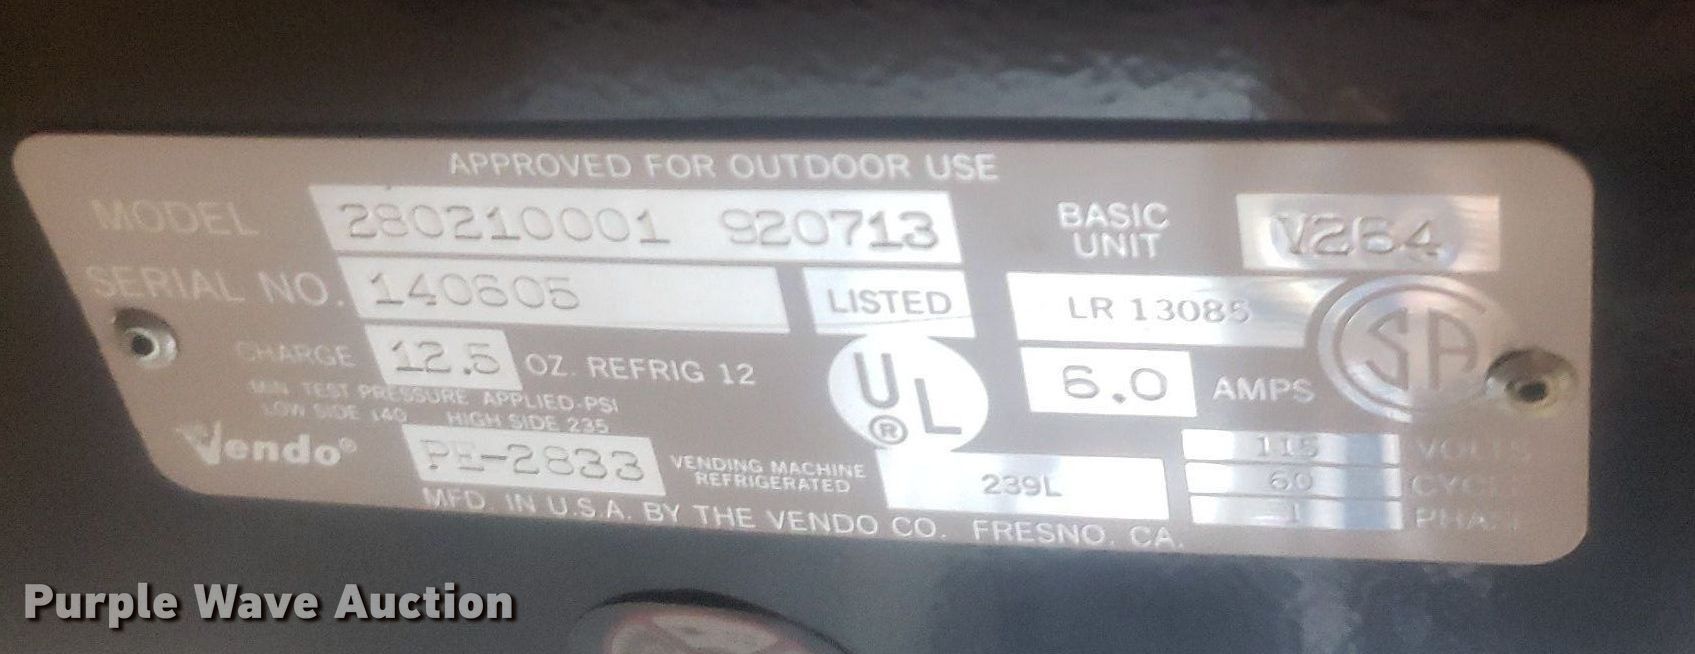 APPROVED FOR OUTDOOR USE
MODEL 280210001 920713 BASIC UNIT V264
SERIAL NO. 140605 LISTED LR 13085
CHARGE 12.5 OZ. REFRIG 12 UL® 6.0 AMPS CSA
MIN. TEST PRESSURE APPLIED-PSI
LOW SIDE 140 HIGH SIDE 235
Vendo® PE-2833 VENDING MACHINE REFRIGERATED 239L
115 VOLTS
60 CYCLE
1 PHASE
MFD. IN U.S.A. BY THE VENDO CO. FRESNO, CA.
Purple Wave Auction